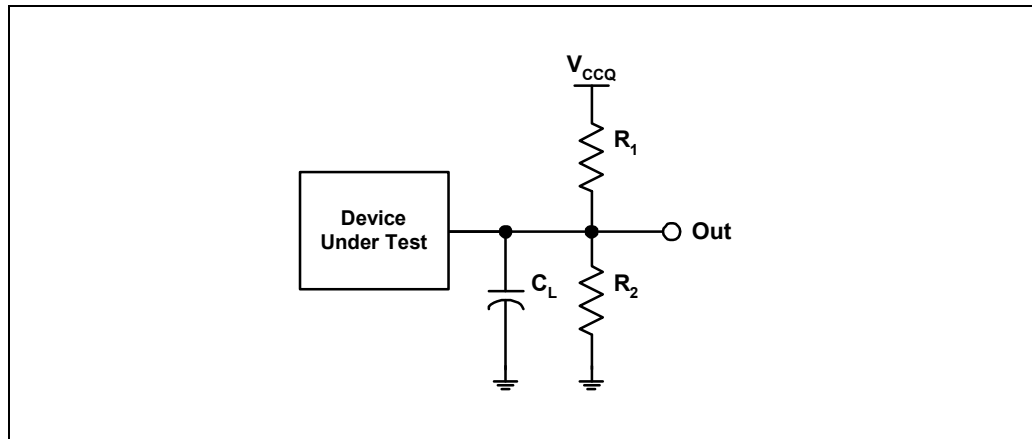 V_CCQ
R_1
Device
Under Test
Out
C_L
R_2